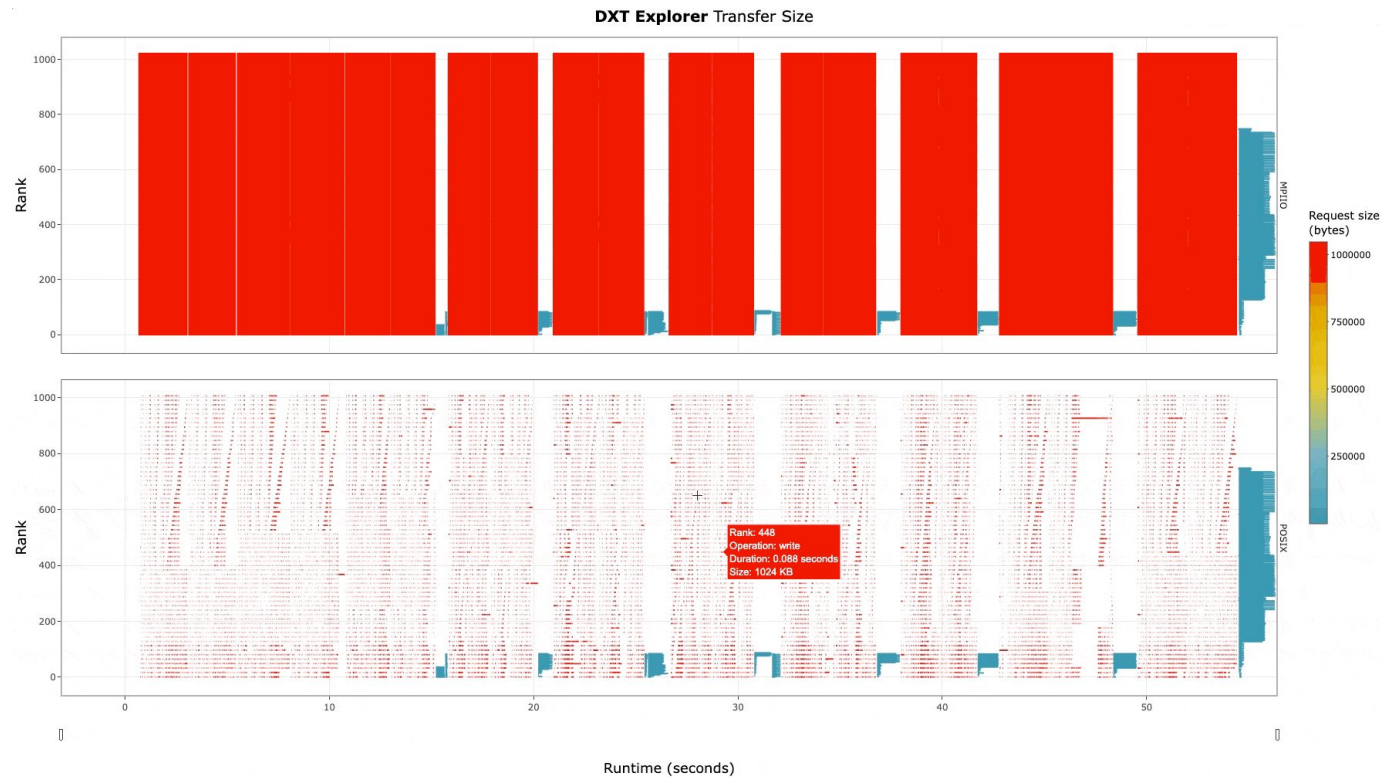 DXT Explorer Transfer Size
1000
800
600
400
200
0
Rank
MPIIO
1000
800
600
400
200
0
Rank
POSIX
Rank: 448
Operation: write
Duration: 0.088 seconds
Size: 1024 KB
0 10 20 30 40 50
Runtime (seconds)
Request size
(bytes)
1000000
750000
500000
250000